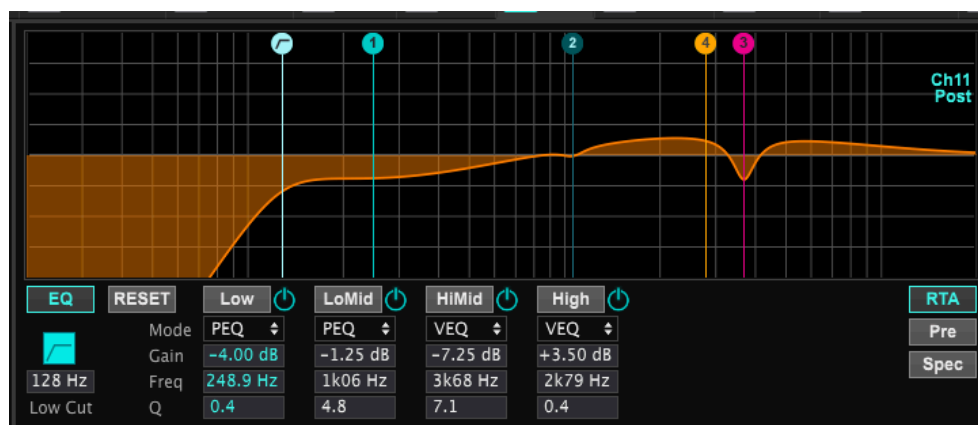 1 2 4 3
Ch11
Post
EQ RESET Low LoMid HiMid High RTA
Mode PEQ PEQ VEQ VEQ Pre
Gain −4.00 dB −1.25 dB −7.25 dB +3.50 dB Spec
128 Hz Freq 248.9 Hz 1k06 Hz 3k68 Hz 2k79 Hz
Low Cut Q 0.4 4.8 7.1 0.4